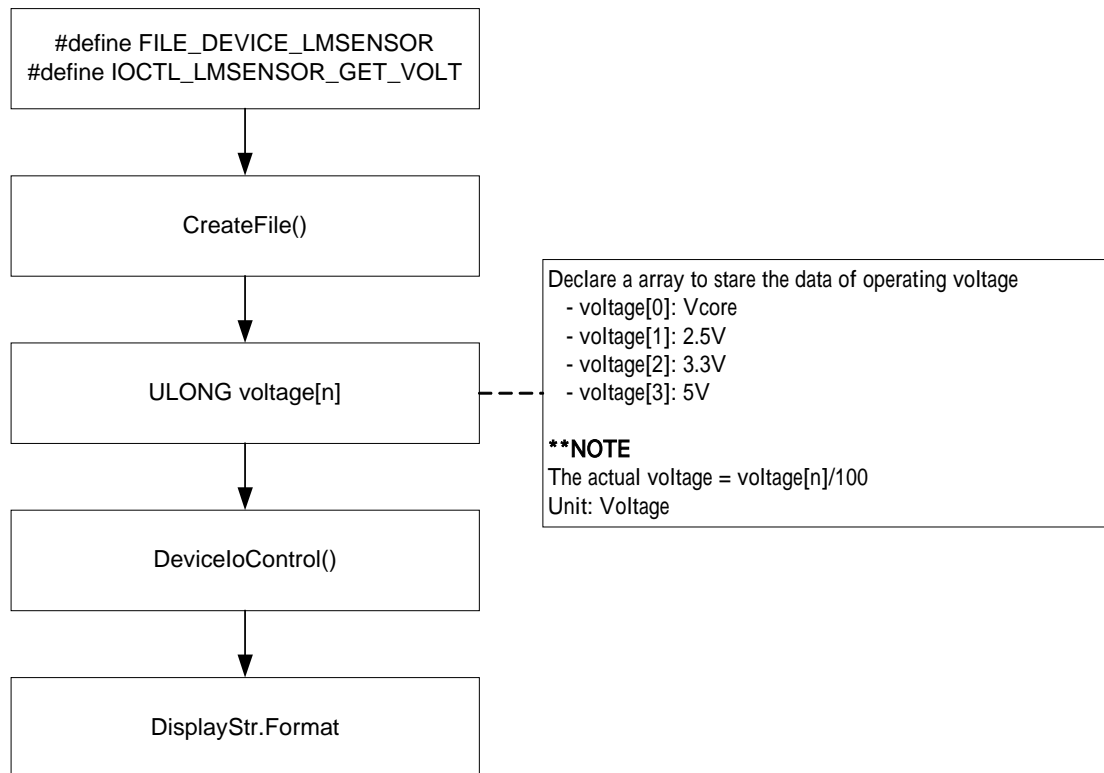 #define FILE_DEVICE_LMSENSOR
#define IOCTL_LMSENSOR_GET_VOLT
CreateFile()
ULONG voltage[n]
Declare a array to stare the data of operating voltage
- voltage[0]: Vcore
- voltage[1]: 2.5V
- voltage[2]: 3.3V
- voltage[3]: 5V
**NOTE
The actual voltage = voltage[n]/100
Unit: Voltage
DeviceIoControl()
DisplayStr.Format